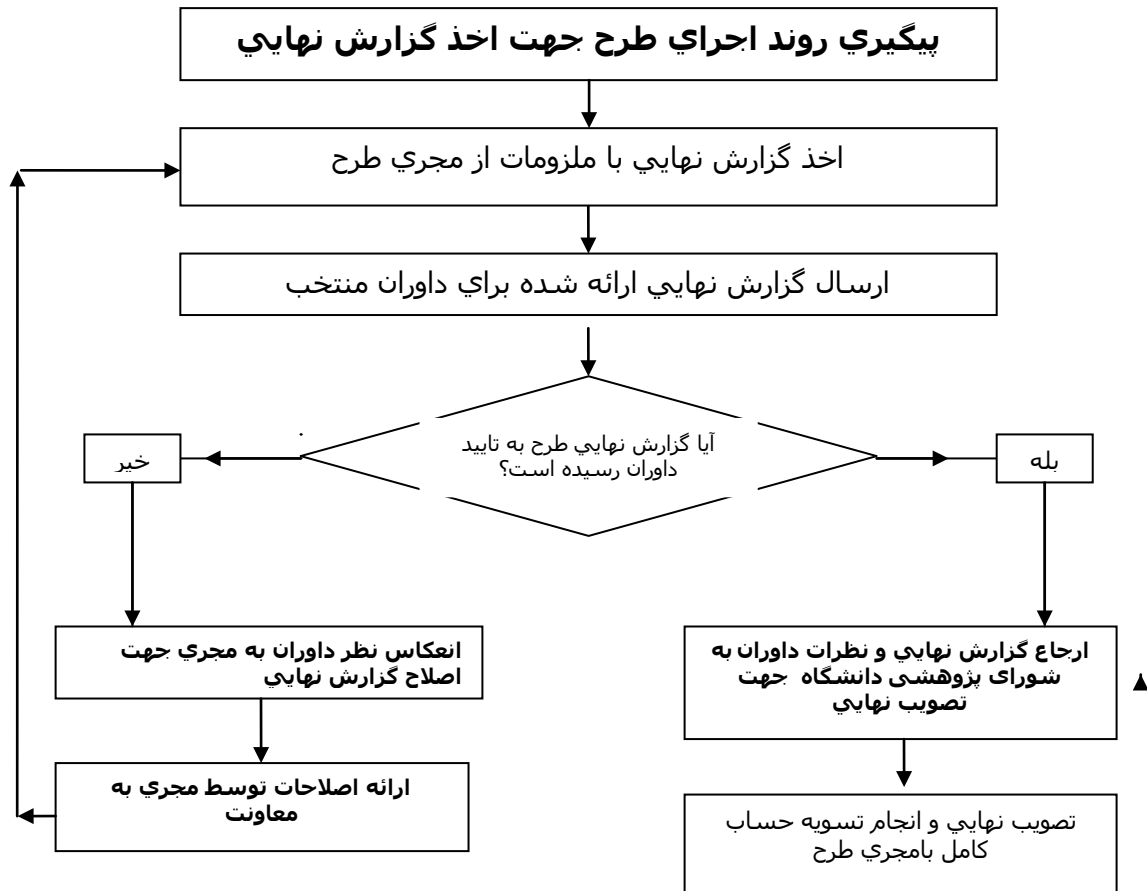 پيگيري روند اجراي طرح جهت اخذ گزارش نهايي
اخذ گزارش نهايي با ملزومات از مجري طرح
ارسال گزارش نهايي ارائه شده براي داوران منتخب
آيا گزارش نهايي طرح به تاييد
داوران رسيده است؟
بله
خير
ارجاع گزارش نهايي و نظرات داوران به
شورای پژوهشی دانشگاه جهت
تصويب نهايي
تصويب نهايي و انجام تسويه حساب
کامل بامجري طرح
انعکاس نظر داوران به مجري جهت
اصلاح گزارش نهايي
ارائه اصلاحات توسط مجري به
معاونت